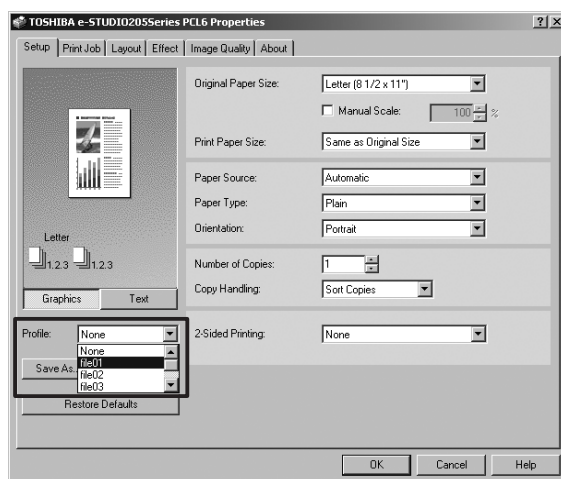 TOSHIBA e-STUDIO205Series PCL6 Properties
Setup Print Job Layout Effect Image Quality About
Original Paper Size: Letter (8 1/2 x 11")
Manual Scale: 100 %
Print Paper Size: Same as Original Size
Paper Source: Automatic
Paper Type: Plain
Orientation: Portrait
Letter
1.2.3 1.2.3
Number of Copies: 1
Copy Handling: Sort Copies
Graphics Text
Profile: None
2-Sided Printing: None
None
file01
Save As.
file02
file03
Restore Defaults
OK Cancel Help